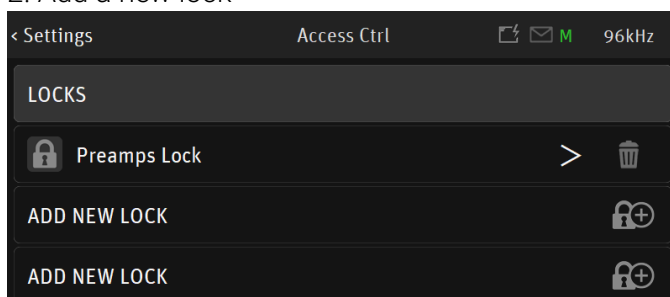 2. Add a new lock
< Settings Access Ctrl M 96kHz
LOCKS
Preamps Lock >
ADD NEW LOCK
ADD NEW LOCK